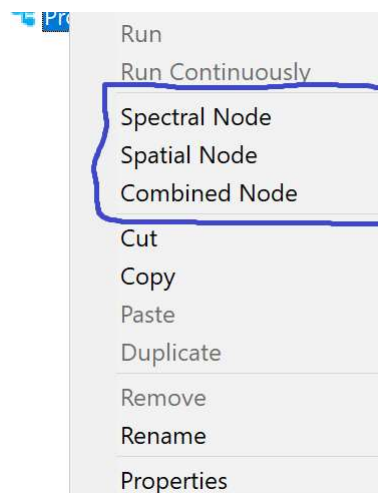 Run
Run Continuously
Spectral Node
Spatial Node
Combined Node
Cut
Copy
Paste
Duplicate
Remove
Rename
Properties